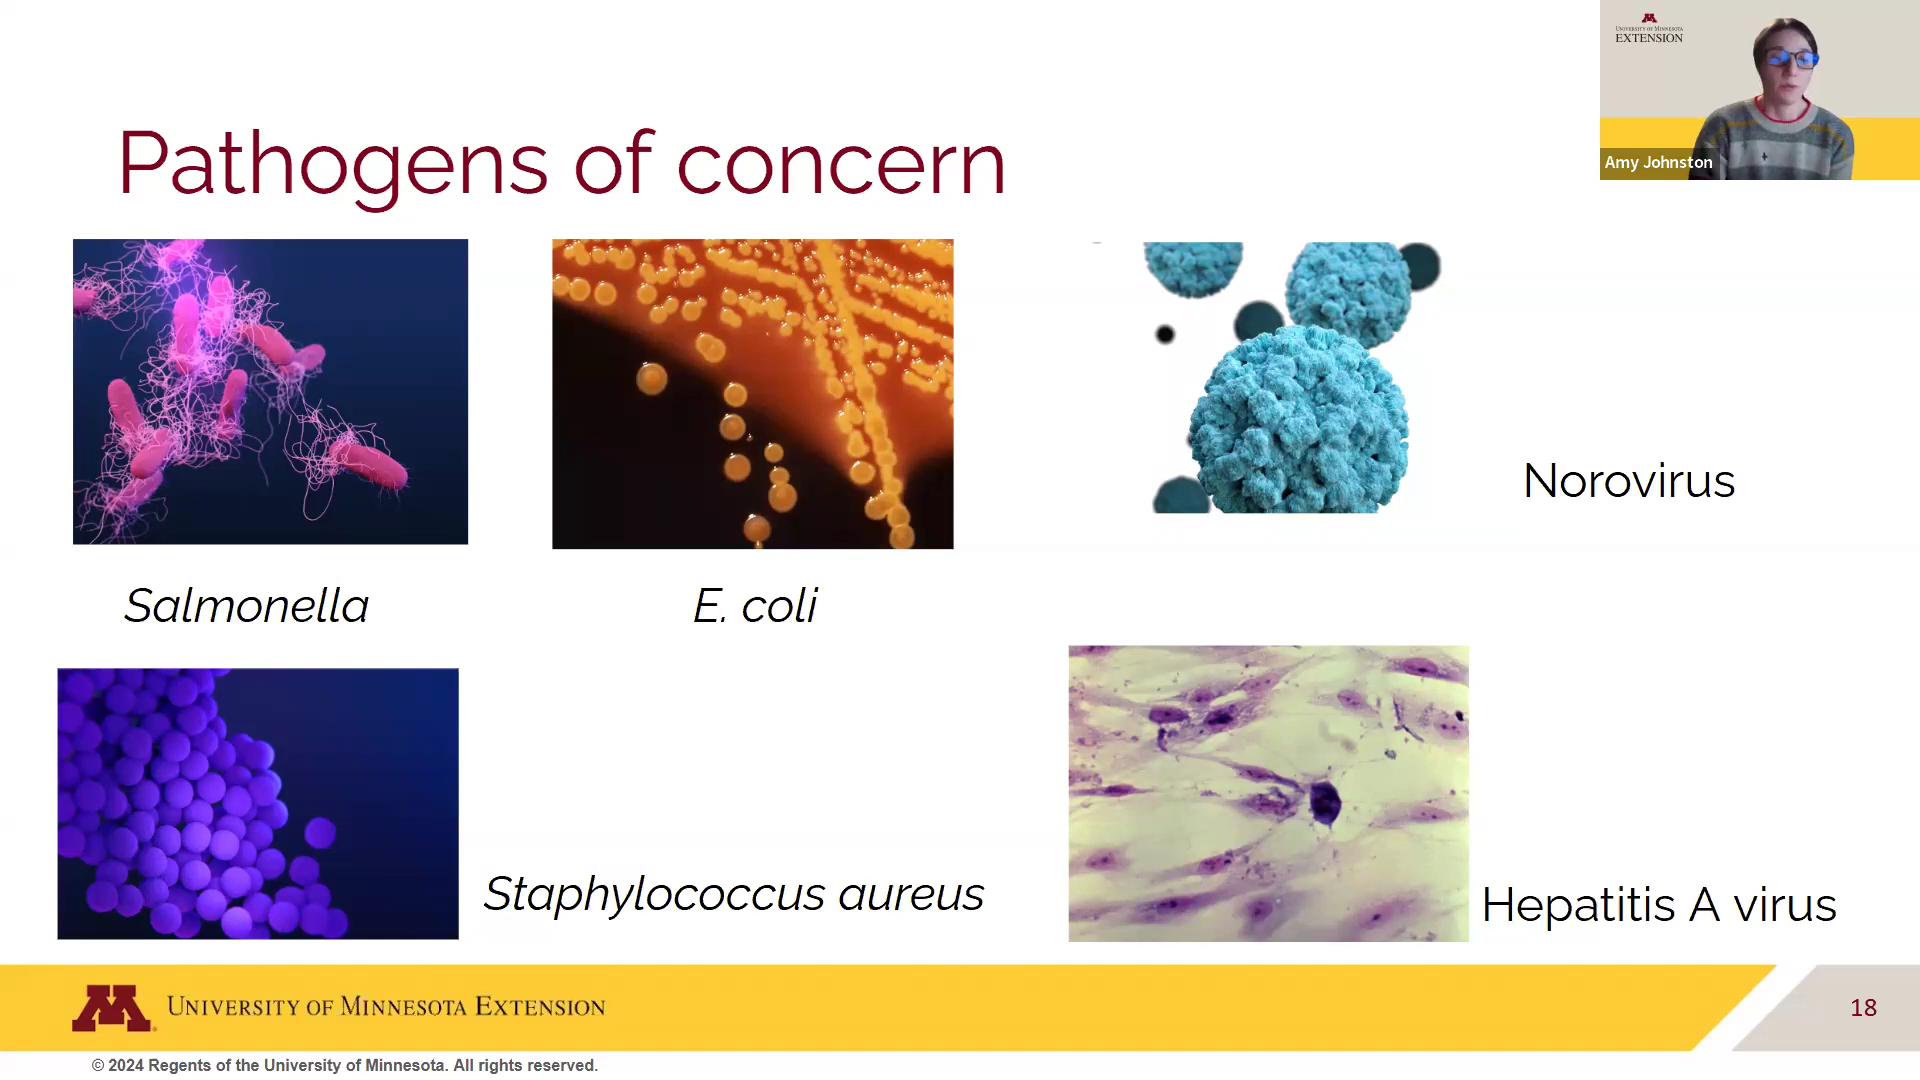 UNIVERSITY OF MINNESOTA
EXTENSION
Amy Johnston
Pathogens of concern
Norovirus
Salmonella
E. coli
Staphylococcus aureus
Hepatitis A virus
M UNIVERSITY OF MINNESOTA EXTENSION
18
© 2024 Regents of the University of Minnesota. All rights reserved.